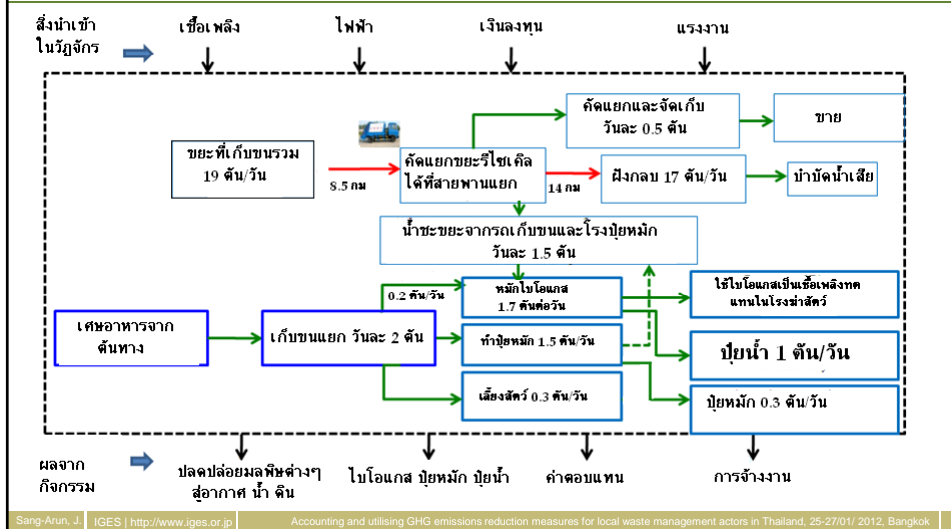 สิ่งนำเข้า
ในวัฏจักร
เชื้อเพลิง
ไฟฟ้า
เงินลงทุน
แรงงาน
คัดแยกและจัดเก็บ
วันละ 0.5 ตัน
ขาย
ขยะที่เก็บขนรวม
19 ตัน/วัน
8.5 กม
คัดแยกขยะรีไซเคิล
ได้ที่สายพานแยก
14 กม
ฝังกลบ 17 ตัน/วัน
บำบัดน้ำเสีย
น้ำชะขยะจากรถเก็บขนและโรงปุ๋ยหมัก
วันละ 1.5 ตัน
0.2 ตัน/วัน
หมักไบโอแกส
1.7 ตันต่อวัน
ใช้ไบโอแกสเป็นเชื้อเพลิงทด
แทนในโรงฆ่าสัตว์
เศษอาหารจาก
ต้นทาง
เก็บขนแยก วันละ 2 ตัน
ทำปุ๋ยหมัก 1.5 ตัน/วัน
ปุ๋ยน้ำ 1 ตัน/วัน
เลี้ยงสัตว์ 0.3 ตัน/วัน
ปุ๋ยหมัก 0.3 ตัน/วัน
ผลจาก
กิจกรรม
ปลดปล่อยมลพิษต่างๆ
สู่อากาศ น้ำ ดิน
ไบโอแกส ปุ๋ยหมัก ปุ๋ยน้ำ
ค่าตอบแทน
การจ้างงาน
Sang-Arun, J.
IGES | http://www.iges.or.jp
Accounting and utilising GHG emissions reduction measures for local waste management actors in Thailand, 25-27/01/ 2012, Bangkok